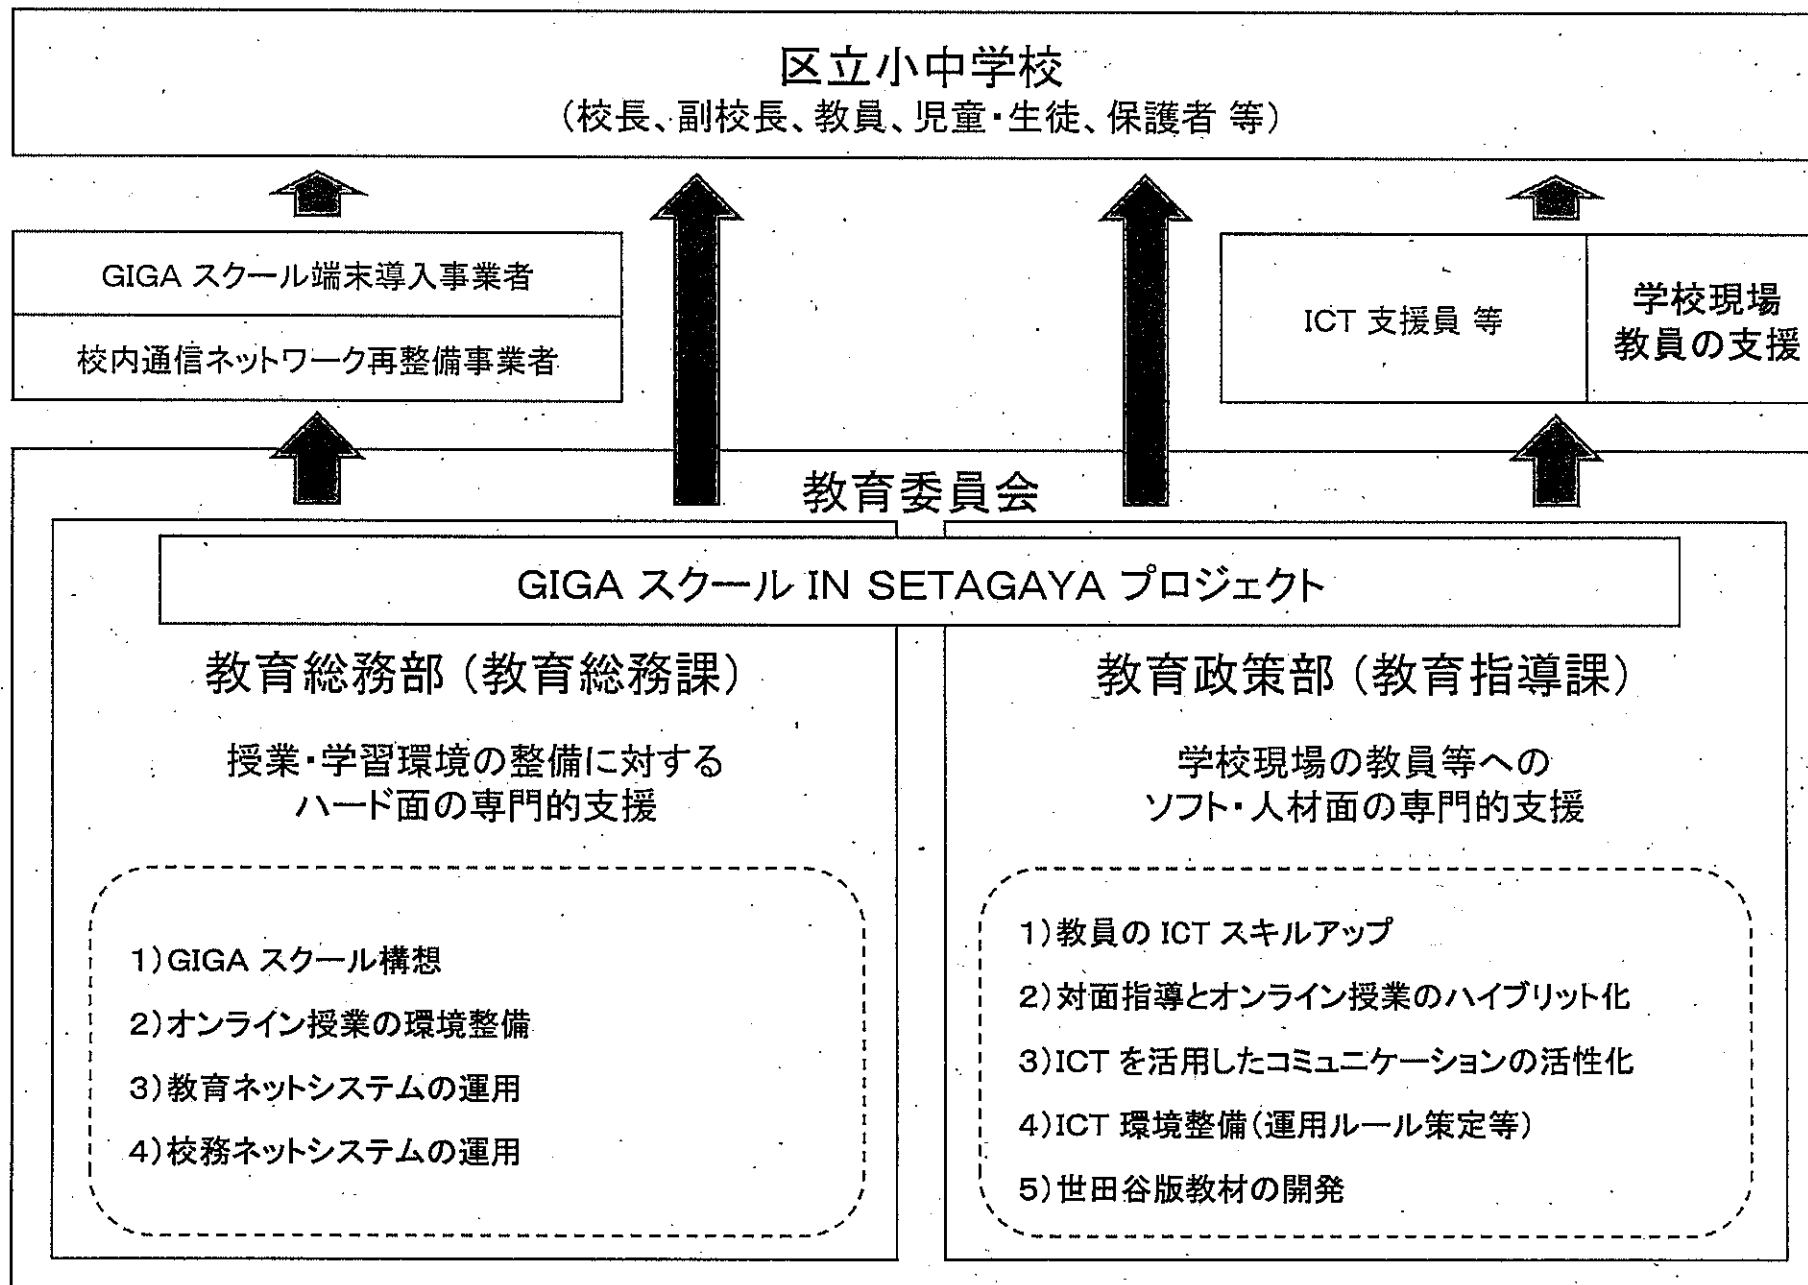 区立小中学校
(校長、副校長、教員、児童・生徒、保護者 等)
GIGA スクール端末導入事業者
校内通信ネットワーク再整備事業者
ICT 支援員 等
学校現場
教員の支援
教育委員会
GIGA スクール IN SETAGAYA プロジェクト
教育総務部(教育総務課)
授業・学習環境の整備に対する
ハード面の専門的支援
1)GIGA スクール構想
2)オンライン授業の環境整備
3)教育ネットシステムの運用
4)校務ネットシステムの運用
教育政策部(教育指導課)
学校現場の教員等への
ソフト・人材面の専門的支援
1)教員の ICT スキルアップ
2)対面指導とオンライン授業のハイブリット化
3)ICT を活用したコミュニケーションの活性化
4)ICT 環境整備(運用ルール策定等)
5)世田谷版教材の開発